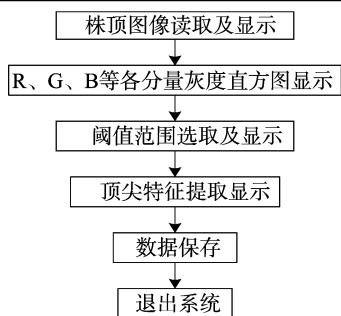 株顶图像读取及显示
R、G、B等各分量灰度直方图显示
阈值范围选取及显示
顶尖特征提取显示
数据保存
退出系统